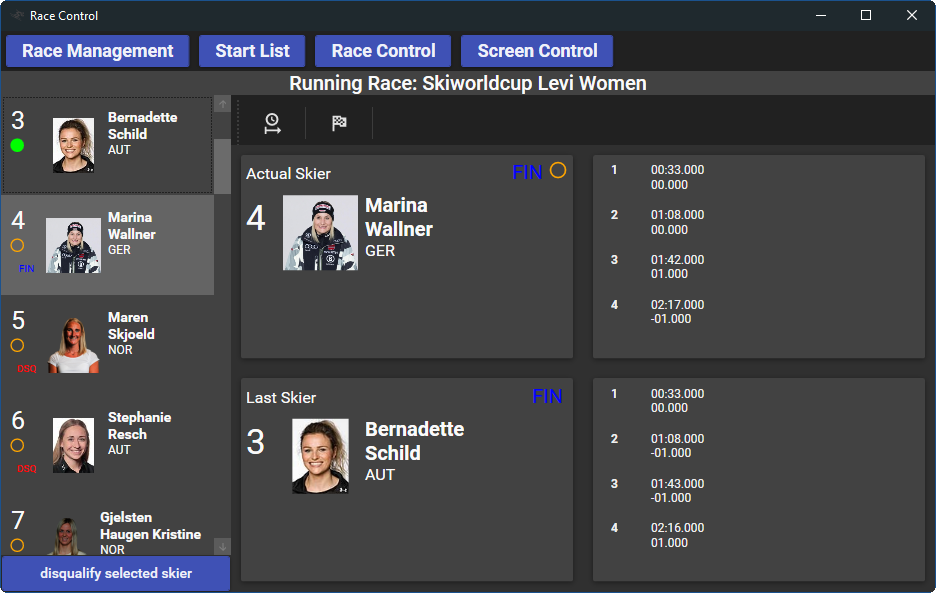 Race Control
Race Management
Start List
Race Control
Screen Control
Running Race: Skiworldcup Levi Women
3
Bernadette
Schild
AUT
4
Marina
Wallner
GER
FIN
5
Maren
Skjoeld
NOR
DSQ
6
Stephanie
Resch
AUT
DSQ
7
Gjelsten
Haugen Kristine
NOR
disqualify selected skier
Actual Skier
FIN
4
Marina
Wallner
GER
1 00:33.000
00.000
2 01:08.000
00.000
3 01:42.000
01.000
4 02:17.000
-01.000
Last Skier
FIN
3
Bernadette
Schild
AUT
1 00:33.000
00.000
2 01:08.000
-01.000
3 01:43.000
-01.000
4 02:16.000
01.000